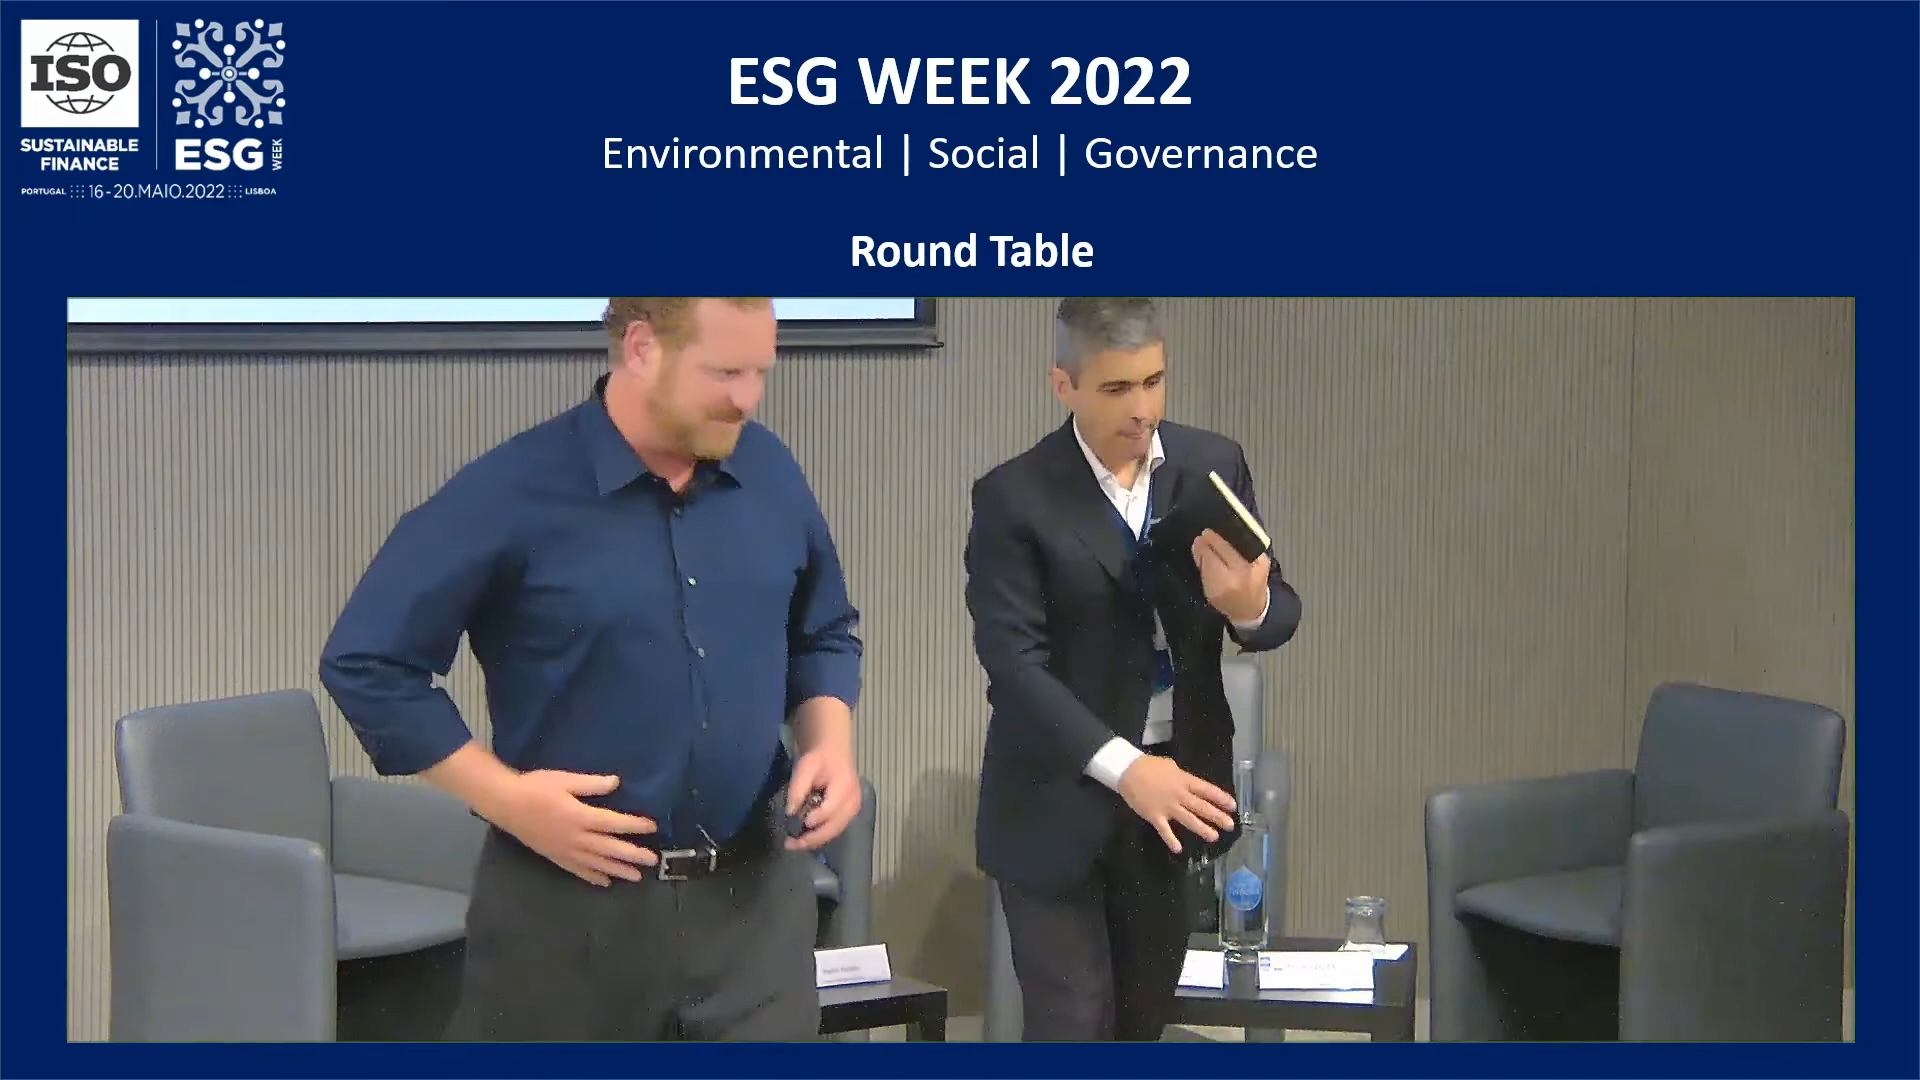 ISO
SUSTAINABLE
FINANCE
ESG
WEEK
PORTUGAL 16-20.MAIO.2022 LISBOA
ESG WEEK 2022
Environmental | Social | Governance
Round Table